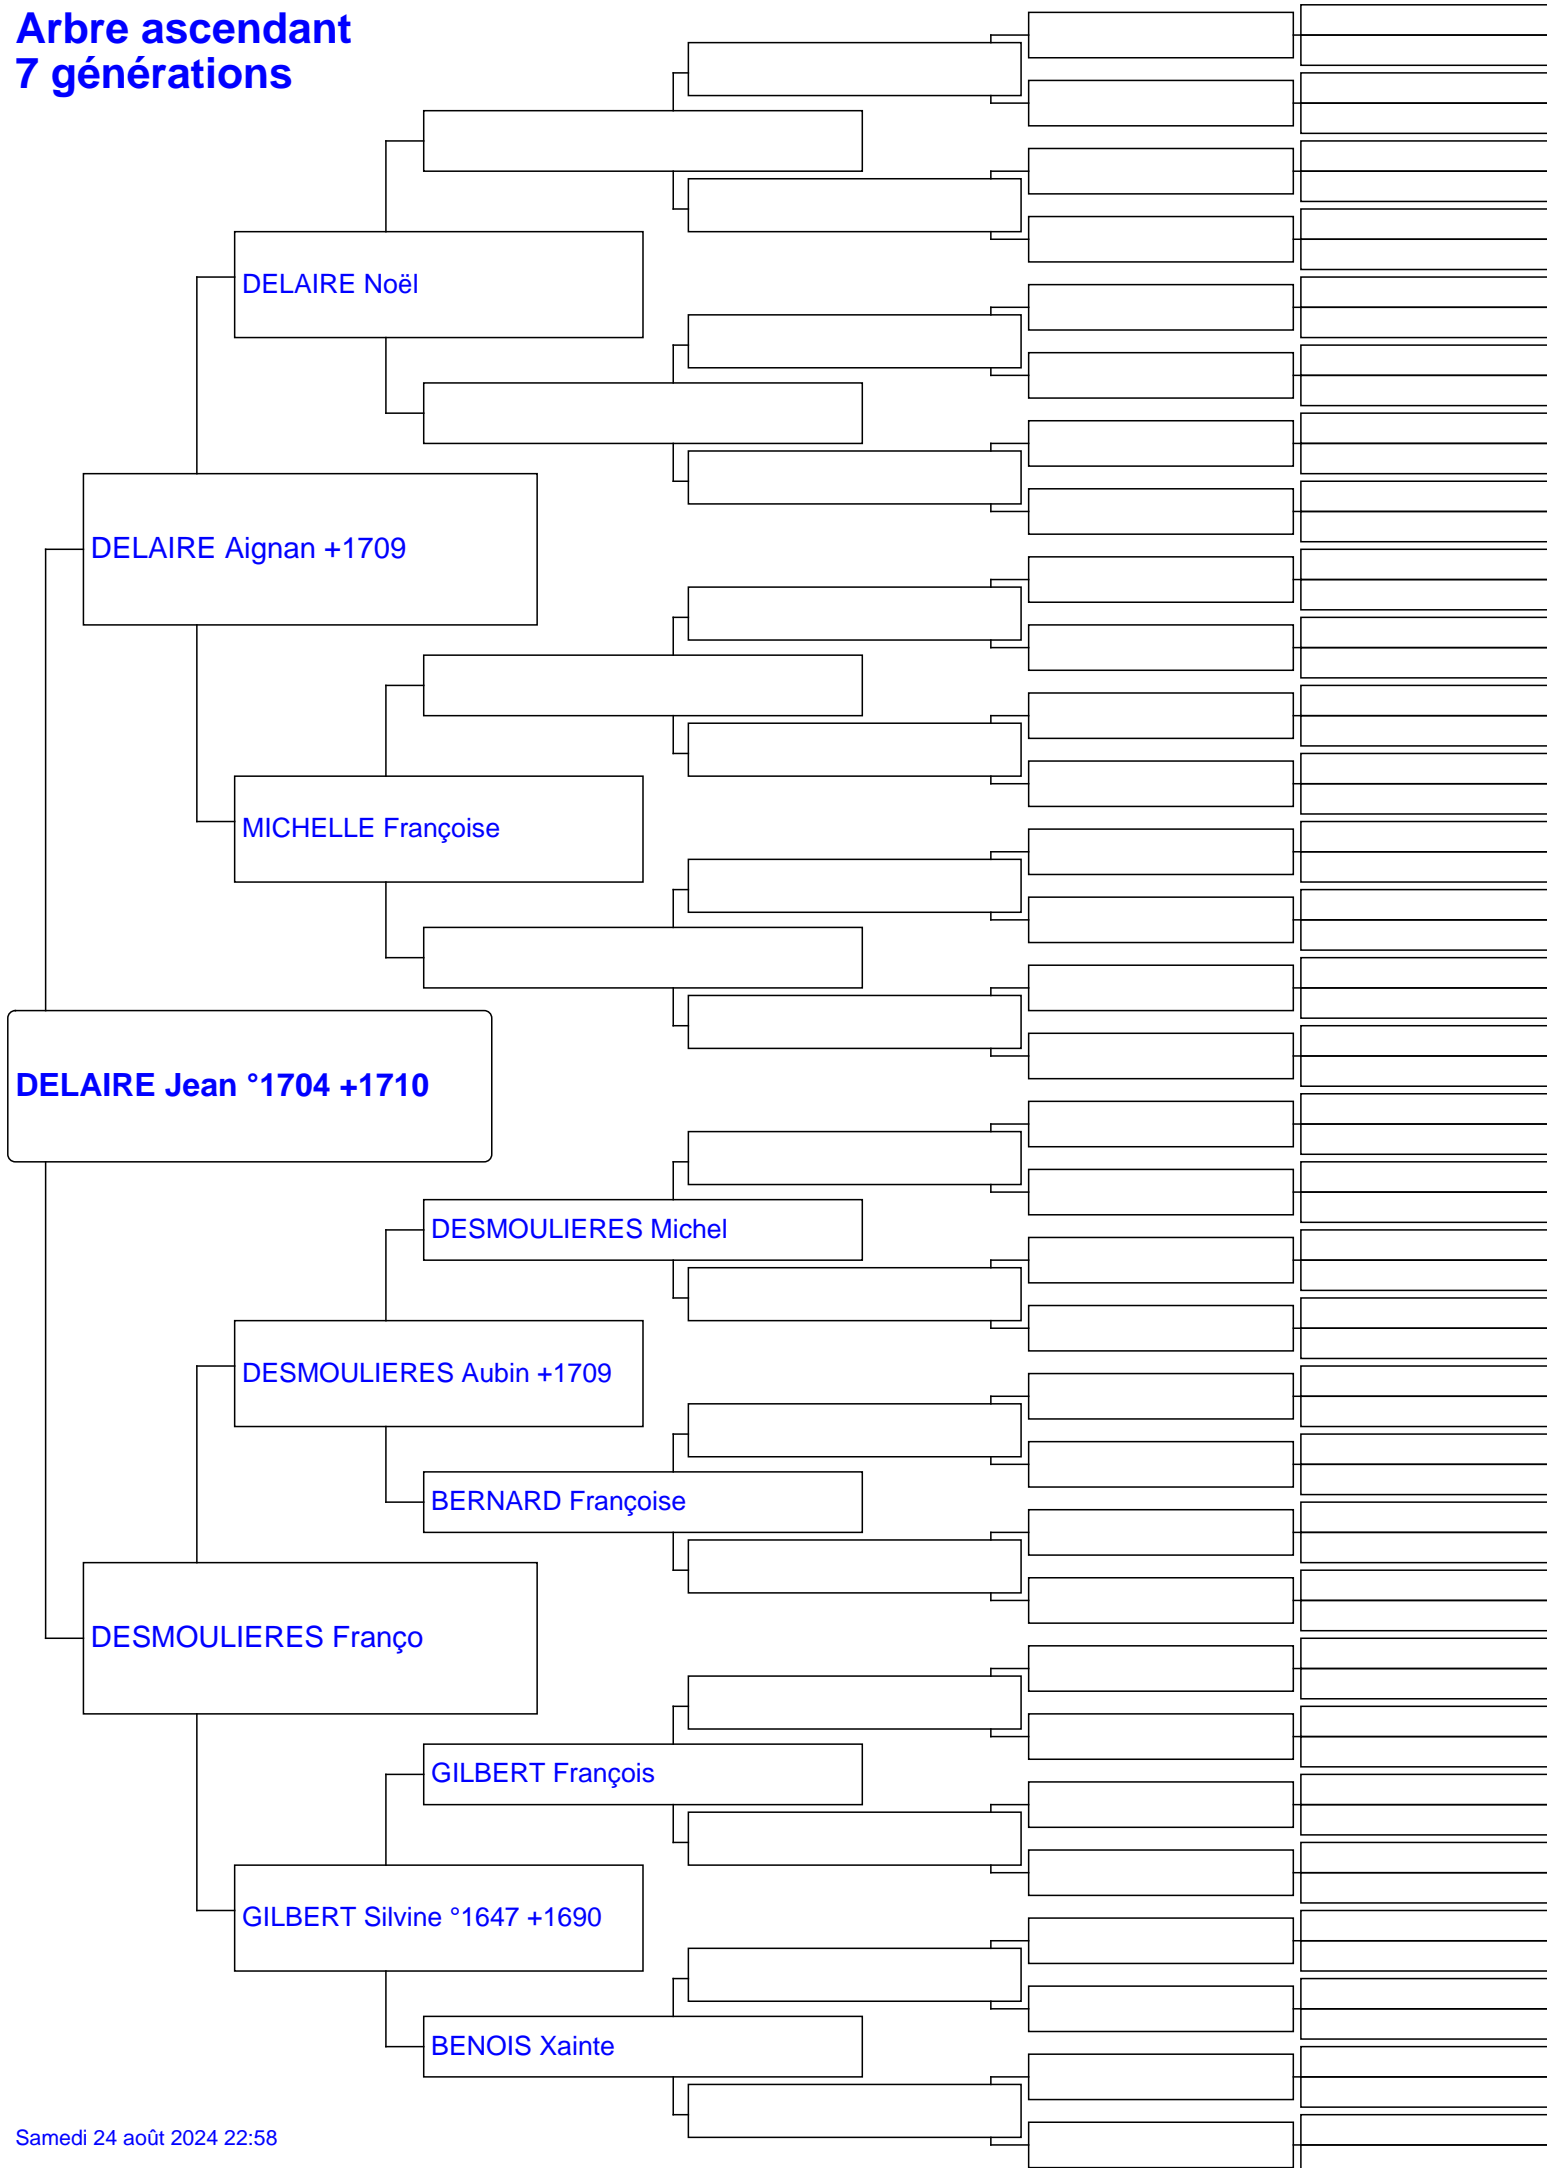 Arbre ascendant
7 générations
DELAIRE Noël
DELAIRE Aignan +1709
MICHELLE Françoise
DELAIRE Jean °1704 +1710
DESMOULIERES Michel
DESMOULIERES Aubin +1709
BERNARD Françoise
DESMOULIERES Franço
GILBERT François
GILBERT Silvine °1647 +1690
BENOIS Xainte
Samedi 24 août 2024 22:58